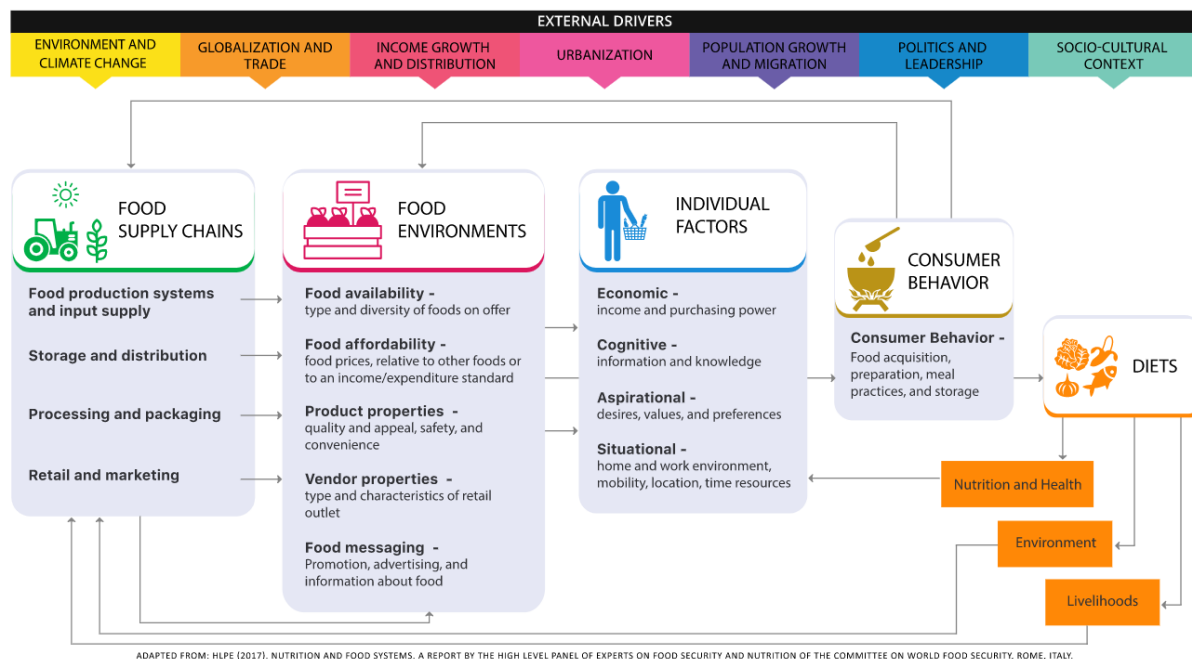 EXTERNAL DRIVERS
ENVIRONMENT AND
CLIMATE CHANGE
GLOBALIZATION AND
TRADE
INCOME GROWTH
AND DISTRIBUTION
URBANIZATION
POPULATION GROWTH
AND MIGRATION
POLITICS AND
LEADERSHIP
SOCIO-CULTURAL
CONTEXT
FOOD
SUPPLY CHAINS
Food production systems
and input supply
Storage and distribution
Processing and packaging
Retail and marketing
FOOD
ENVIRONMENTS
Food availability -
type and diversity of foods on offer
Food affordability -
food prices, relative to other foods or
to an income/expenditure standard
Product properties -
quality and appeal, safety, and
convenience
Vendor properties -
type and characteristics of retail
outlet
Food messaging -
Promotion, advertising, and
information about food
INDIVIDUAL
FACTORS
Economic -
income and purchasing power
Cognitive -
information and knowledge
Aspirational -
desires, values, and preferences
Situational -
home and work environment,
mobility, location, time resources
CONSUMER
BEHAVIOR
Consumer Behavior -
Food acquisition,
preparation, meal
practices, and storage
DIETS
Nutrition and Health
Environment
Livelihoods
ADAPTED FROM: HLPE (2017). NUTRITION AND FOOD SYSTEMS. A REPORT BY THE HIGH LEVEL PANEL OF EXPERTS ON FOOD SECURITY AND NUTRITION OF THE COMMITTEE ON WORLD FOOD SECURITY. ROME, ITALY.